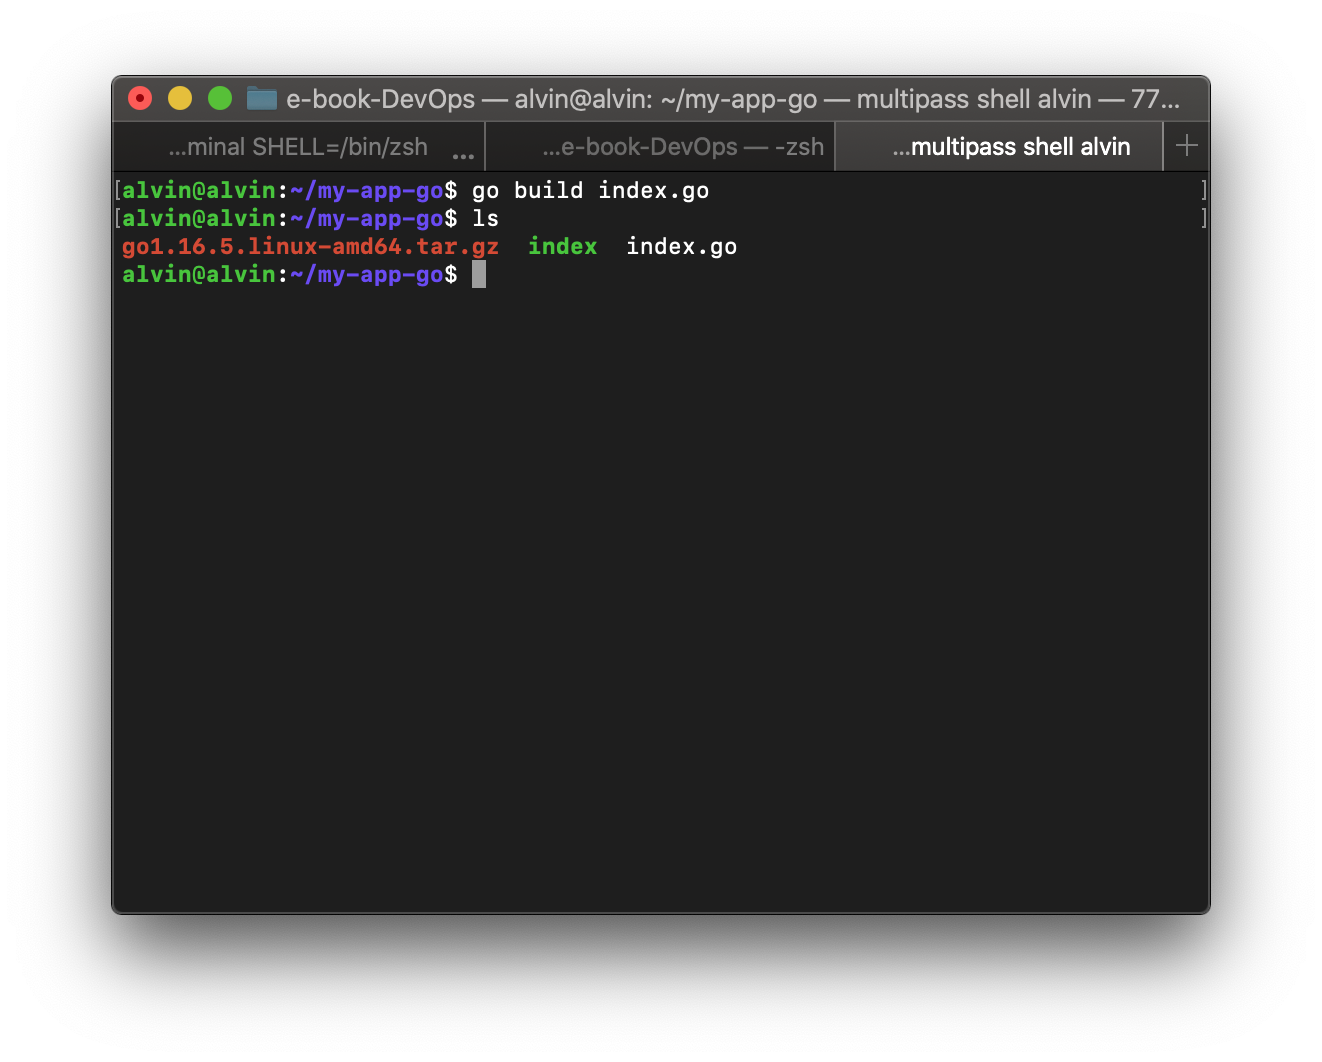 e-book-DevOps — alvin@alvin: ~/my-app-go — multipass shell alvin — 77...
...minal SHELL=/bin/zsh ...
...e-book-DevOps — -zsh
...multipass shell alvin
+
[alvin@alvin:~/my-app-go$ go build index.go ]
[alvin@alvin:~/my-app-go$ ls ]
go1.16.5.linux-amd64.tar.gz index index.go
alvin@alvin:~/my-app-go$